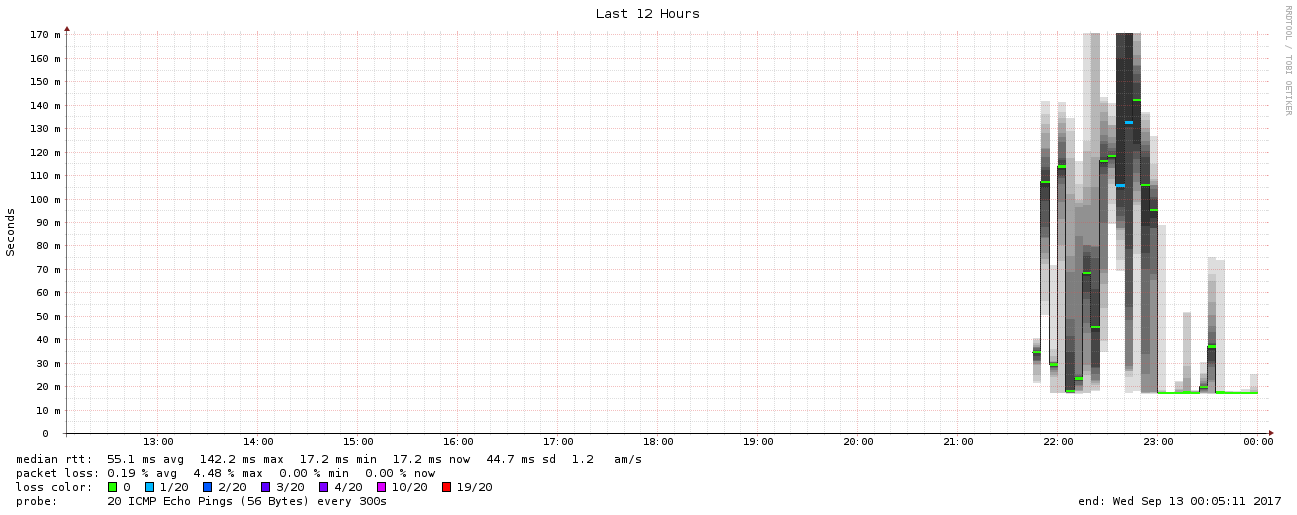 Last 12 Hours
RRDTOOL / TOBI OETIKER
Seconds
170 m
160 m
150 m
140 m
130 m
120 m
110 m
100 m
90 m
80 m
70 m
60 m
50 m
40 m
30 m
20 m
10 m
0
13:00 14:00 15:00 16:00 17:00 18:00 19:00 20:00 21:00 22:00 23:00 00:00
median rtt: 55.1 ms avg 142.2 ms max 17.2 ms min 17.2 ms now 44.7 ms sd 1.2 am/s
packet loss: 0.19 % avg 4.48 % max 0.00 % min 0.00 % now
loss color: 0 1/20 2/20 3/20 4/20 10/20 19/20
probe: 20 ICMP Echo Pings (56 Bytes) every 300s end: Wed Sep 13 00:05:11 2017